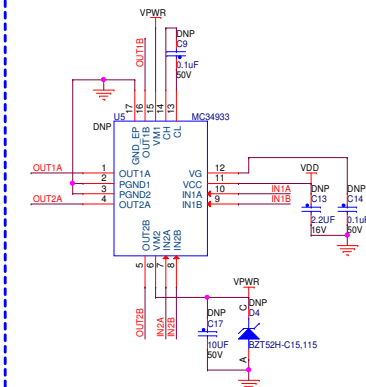 VPWR
DNP
C9
OUT1B
0.1uF
50V
17
16
15
14
13
U5
MC34933
DNP
GND_EP
OUT1B
VM1
CH
CL
OUT1A
1
OUT1A
VG
12
2
PGND1
VCC
11
VDD
3
PGND2
IN1A
10
IN1A
OUT2A
4
OUT2A
IN1B
9
IN1B
DNP
C13
2.2UF
16V
DNP
C14
0.1uF
50V
OUT2B
VM2
IN2A
IN2B
5
6
7
8
OUT2B
IN2A
IN2B
VPWR
DNP
C17
10UF
50V
C
DNP
D4
BZT52H-C15,115
A